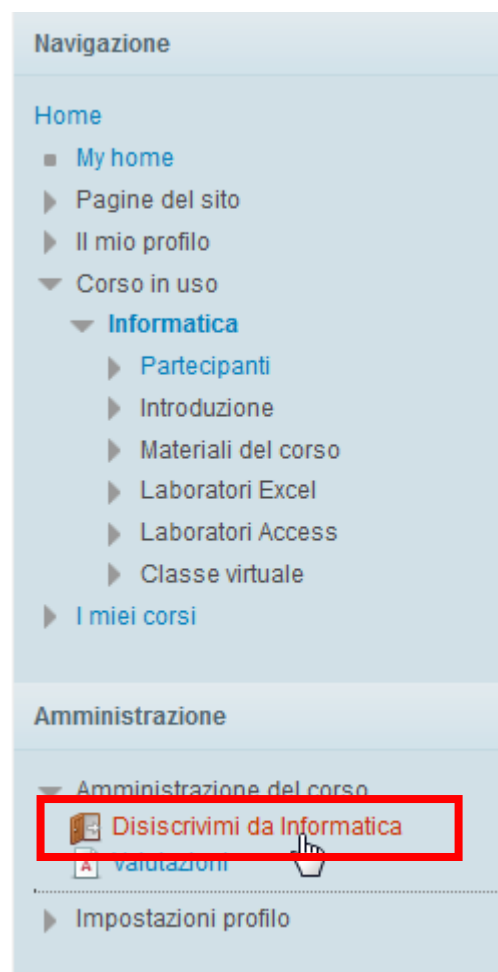 Navigazione
Home
My home
Pagine del sito
Il mio profilo
Corso in uso
Informatica
Partecipanti
Introduzione
Materiali del corso
Laboratori Excel
Laboratori Access
Classe virtuale
I miei corsi
Amministrazione
Amministrazione del corso
Disiscrivimi da Informatica
Valutazioni
Impostazioni profilo